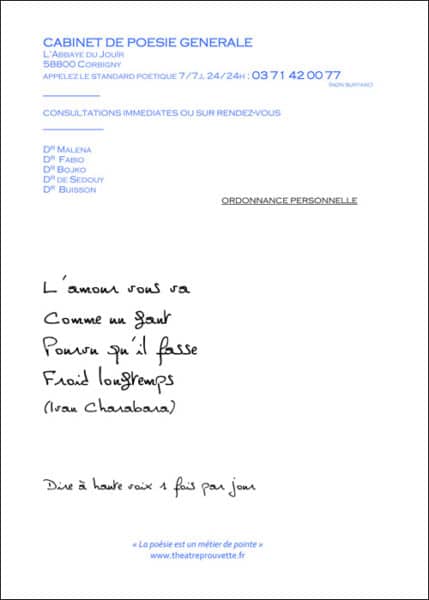 CABINET DE POESIE GENERALE
L'ABBAYE DU JOUÏR
58800 CORBIGNY
APPELEZ LE STANDARD POETIQUE 7/7J, 24/24H : 03 71 42 00 77
(NON SURTAXE)
CONSULTATIONS IMMEDIATES OU SUR RENDEZ-VOUS
DR MALENA
DR FABIO
DR BOJKO
DR DE SEDOUY
DR BUISSON
ORDONNANCE PERSONNELLE
L'amour vous va
Comme un gant
Pourvu qu'il fasse
Froid longtemps
(Ivan Charabara)
Dire à haute voix 1 fois par jour
« La poésie est un métier de pointe »
www.theatreprouvette.fr